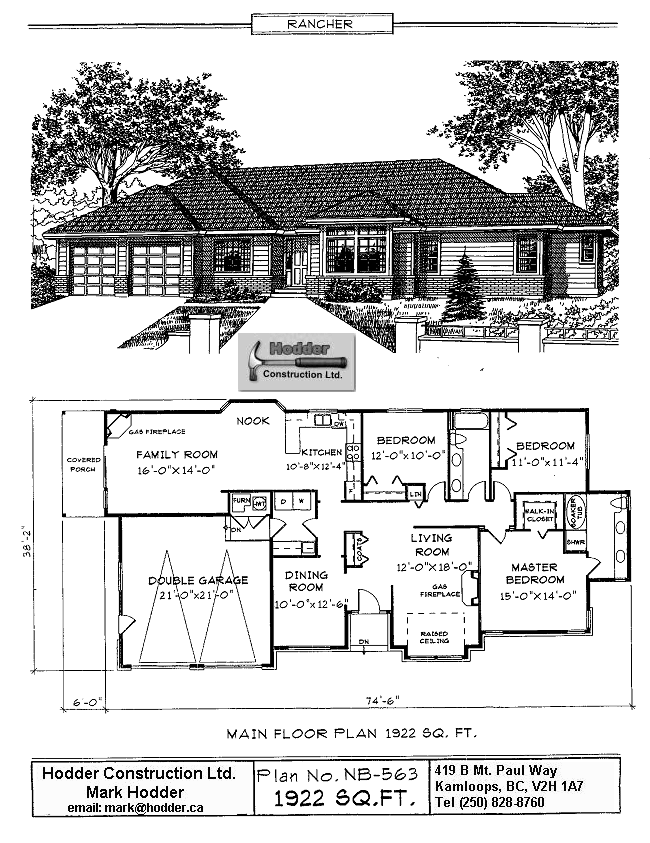 RANCHER
Hodder
Construction Ltd.
NOOK
GAS FIREPLACE
COVERED
PORCH
FAMILY ROOM
16'-0"X14'-0"
KITCHEN
10'-8"X12'-4"
DW
F
BEDROOM
12'-0"X10'-0"
BEDROOM
11'-0"X11'-4"
LIN
FURN
HWT
D
W
DN
WALK-IN
CLOSET
SOAKER
TUB
SHWR
COATS
LIVING
ROOM
12'-0"X18'-0"
GAS
FIREPLACE
MASTER
BEDROOM
15'-0"X14'-0"
DOUBLE GARAGE
21'-0"x21'-0"
DINING
ROOM
10'-0"X12'-6"
RAISED
CEILING
DN
38'-2"
6'-0"
74'-6"
MAIN FLOOR PLAN 1922 SQ. FT.
Hodder Construction Ltd.
Mark Hodder
email: mark@hodder.ca
Plan No. NB-563
1922 SQ.FT.
419 B Mt. Paul Way
Kamloops, BC, V2H 1A7
Tel (250) 828-8760